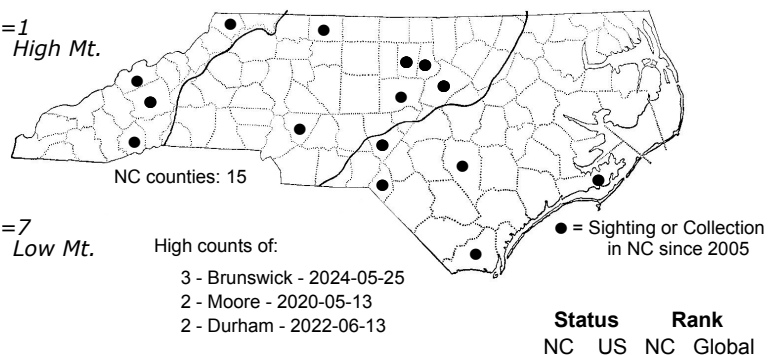 =1
High Mt.
NC counties: 15
=7
Low Mt.
High counts of:
3 - Brunswick - 2024-05-25
2 - Moore - 2020-05-13
2 - Durham - 2022-06-13
● = Sighting or Collection
in NC since 2005
Status Rank
NC US NC Global